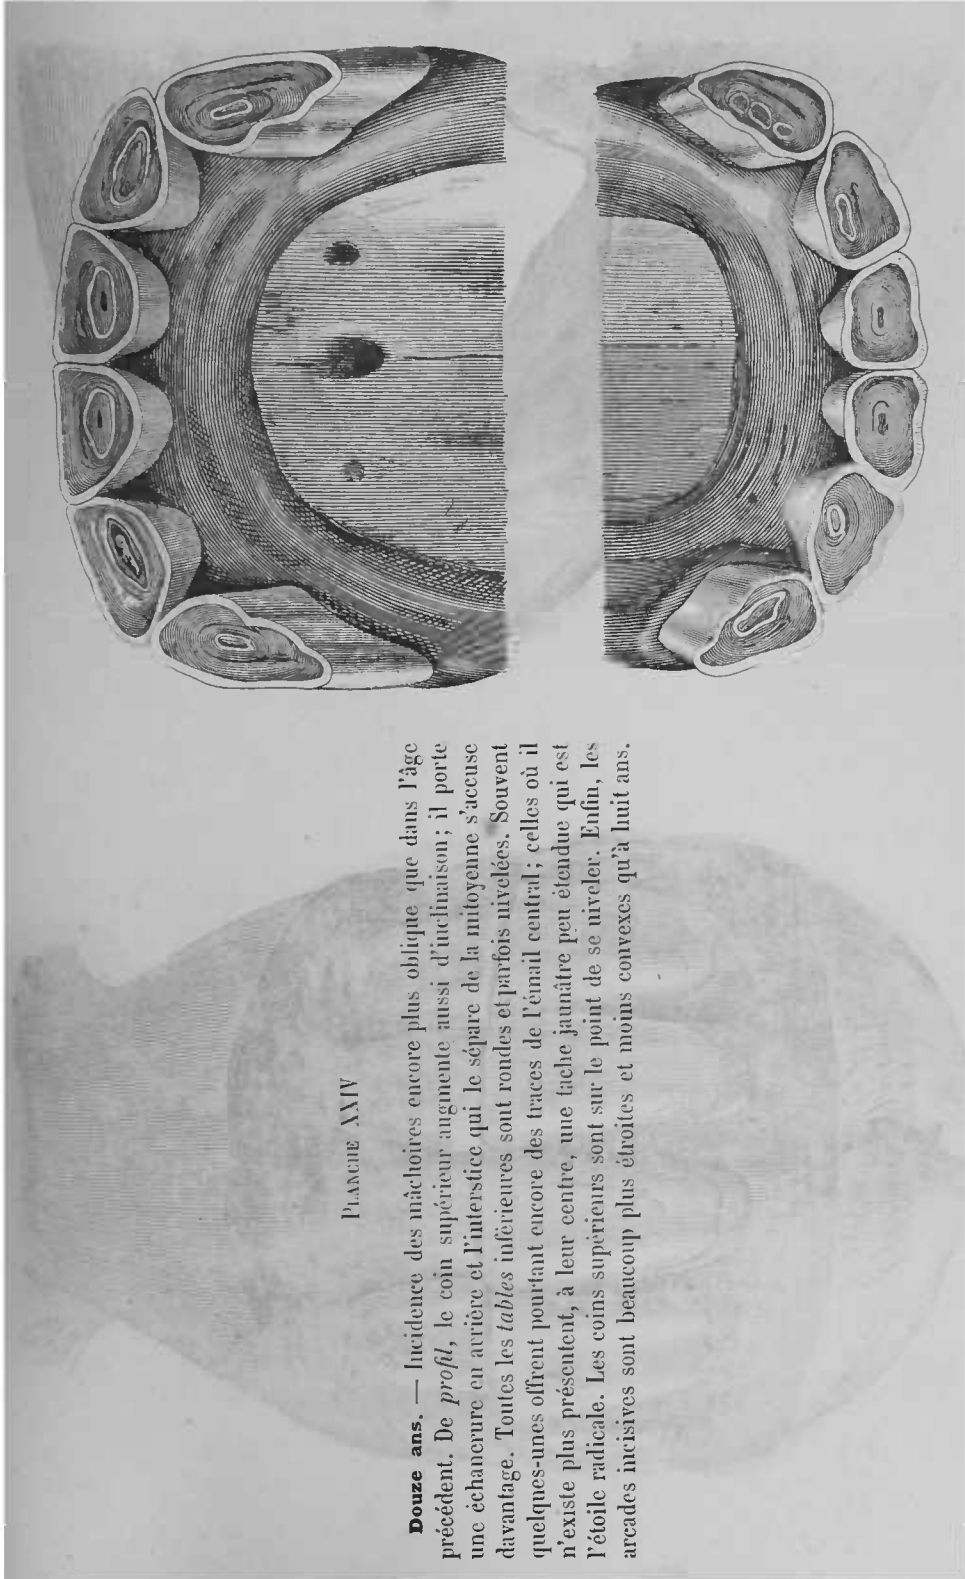 PLANCHE XXIV
Douze ans. — Incidence des mâchoires encore plus oblique que dans l'âge
précédent. De profil, le coin supérieur augmente aussi d'inclinaison ; il porte
une échancrure en arrière et l'interstice qui le sépare de la mitoyenne s'accuse
davantage. Toutes les tables inférieures sont rondes et parfois nivelées. Souvent
quelques-unes offrent pourtant encore des traces de l'émail central ; celles où il
n'existe plus présentent, à leur centre, une tache jaunâtre peu étendue qui est
l'étoile radicale. Les coins supérieurs sont sur le point de se niveler. Enfin, les
arcades incisives sont beaucoup plus étroites et moins convexes qu'à huit ans.